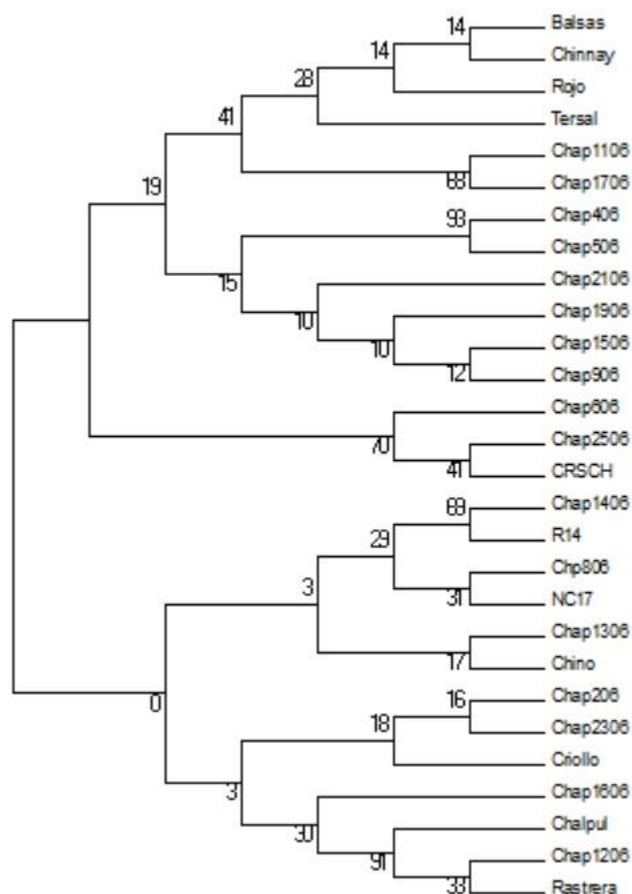 14 Balsas
Chinnay
14
Rojo
28
Tersal
41
Chap1106
68 Chap1706
19
93 Chap406
Chap506
15
Chap2106
10
Chap1906
10
Chap1506
12 Chap906
Chap606
70
Chap2506
41 CRSCH
69 Chap1406
R14
29
Chp806
31 NC17
3
Chap1306
17 Chino
0
16 Chap206
Chap2306
18
Criollo
3
Chap1606
30
Chalpul
91
Chap1206
33 Rastrera